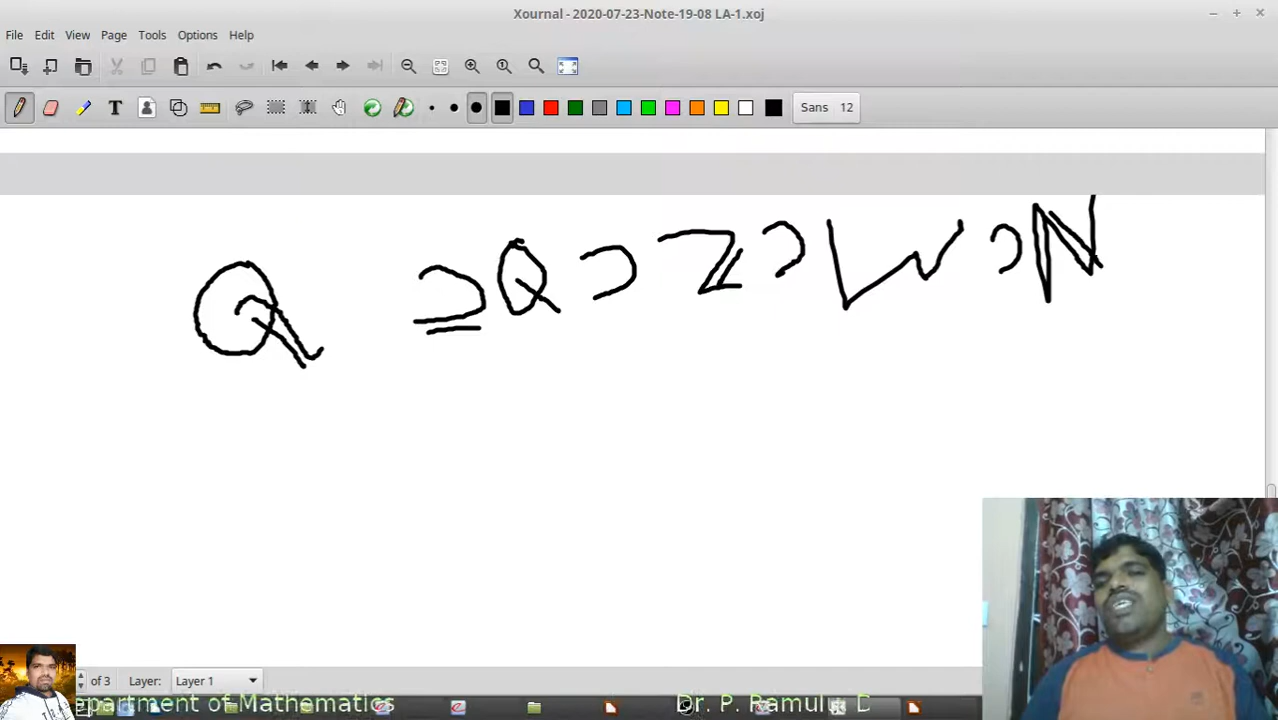 Xournal - 2020-07-23-Note-19-08 LA-1.xoj
File Edit View Page Tools Options Help
Sans 12
Q ⊇ Q ⊃ Z ⊃ W ⊃ N
of 3 Layer: Layer 1
epartment of Mathematics Dr. P. Ramulu D